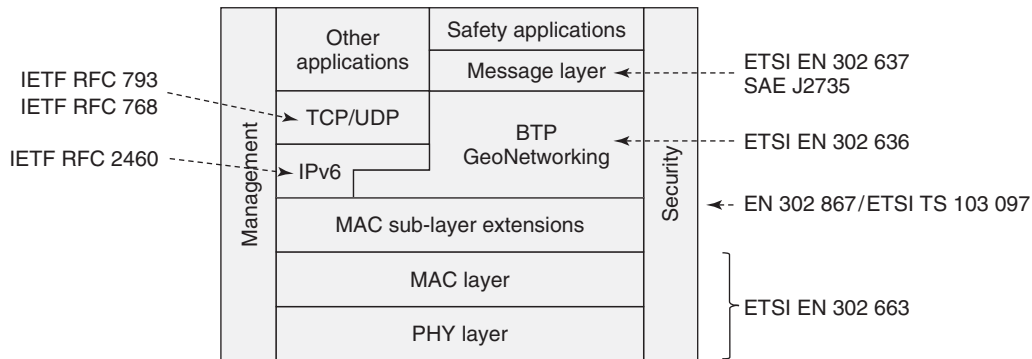 Other
applications
Safety applications
Message layer
ETSI EN 302 637
SAE J2735
IETF RFC 793
IETF RFC 768
TCP/UDP
BTP
GeoNetworking
ETSI EN 302 636
IETF RFC 2460
IPv6
Management
Security
EN 302 867/ETSI TS 103 097
MAC sub-layer extensions
MAC layer
ETSI EN 302 663
PHY layer